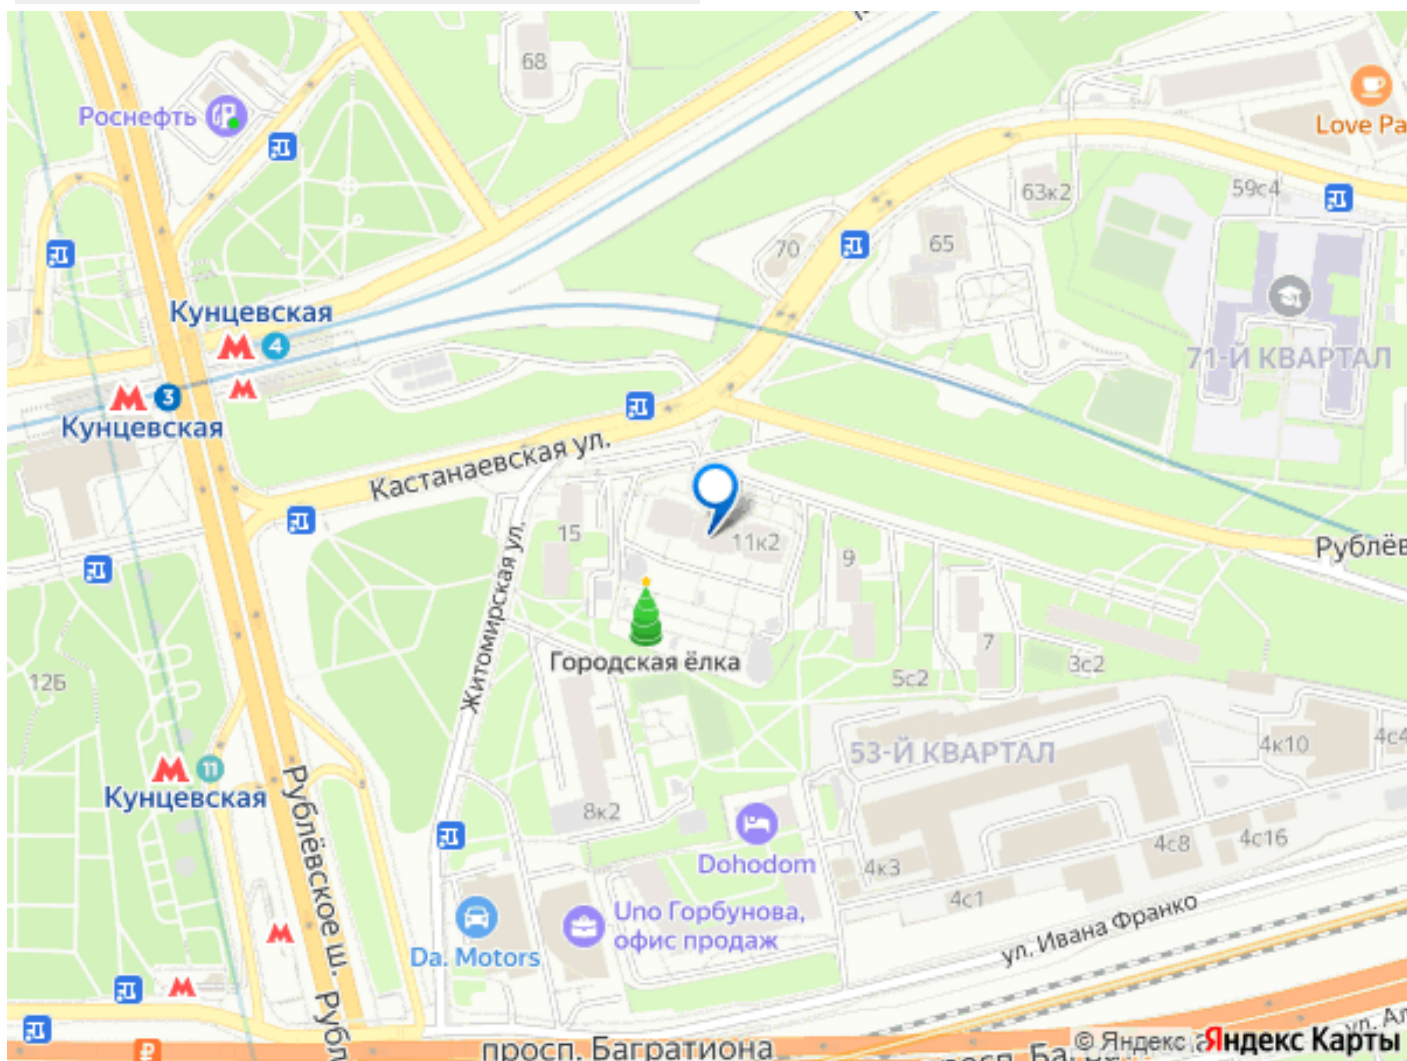 68
Роснефть
Love Pa
63к2
59с4
65
70
Кунцевская
4
71-Й КВАРТАЛ
3
Кунцевская
Кастанаевская ул.
15
11к2
9
Рублёв
Житомирская ул.
Городская ёлка
7
3с2
5с2
12Б
53-Й КВАРТАЛ
4к10
4с4
11
Кунцевская
Рублёвское ш.
Рубл
8к2
Dohodom
4к3
4с8
4с16
4с1
Uno Горбунова,
офис продаж
Da. Motors
ул. Ивана Франко
просп. Багратиона
© Яндекс
Яндекс Карты